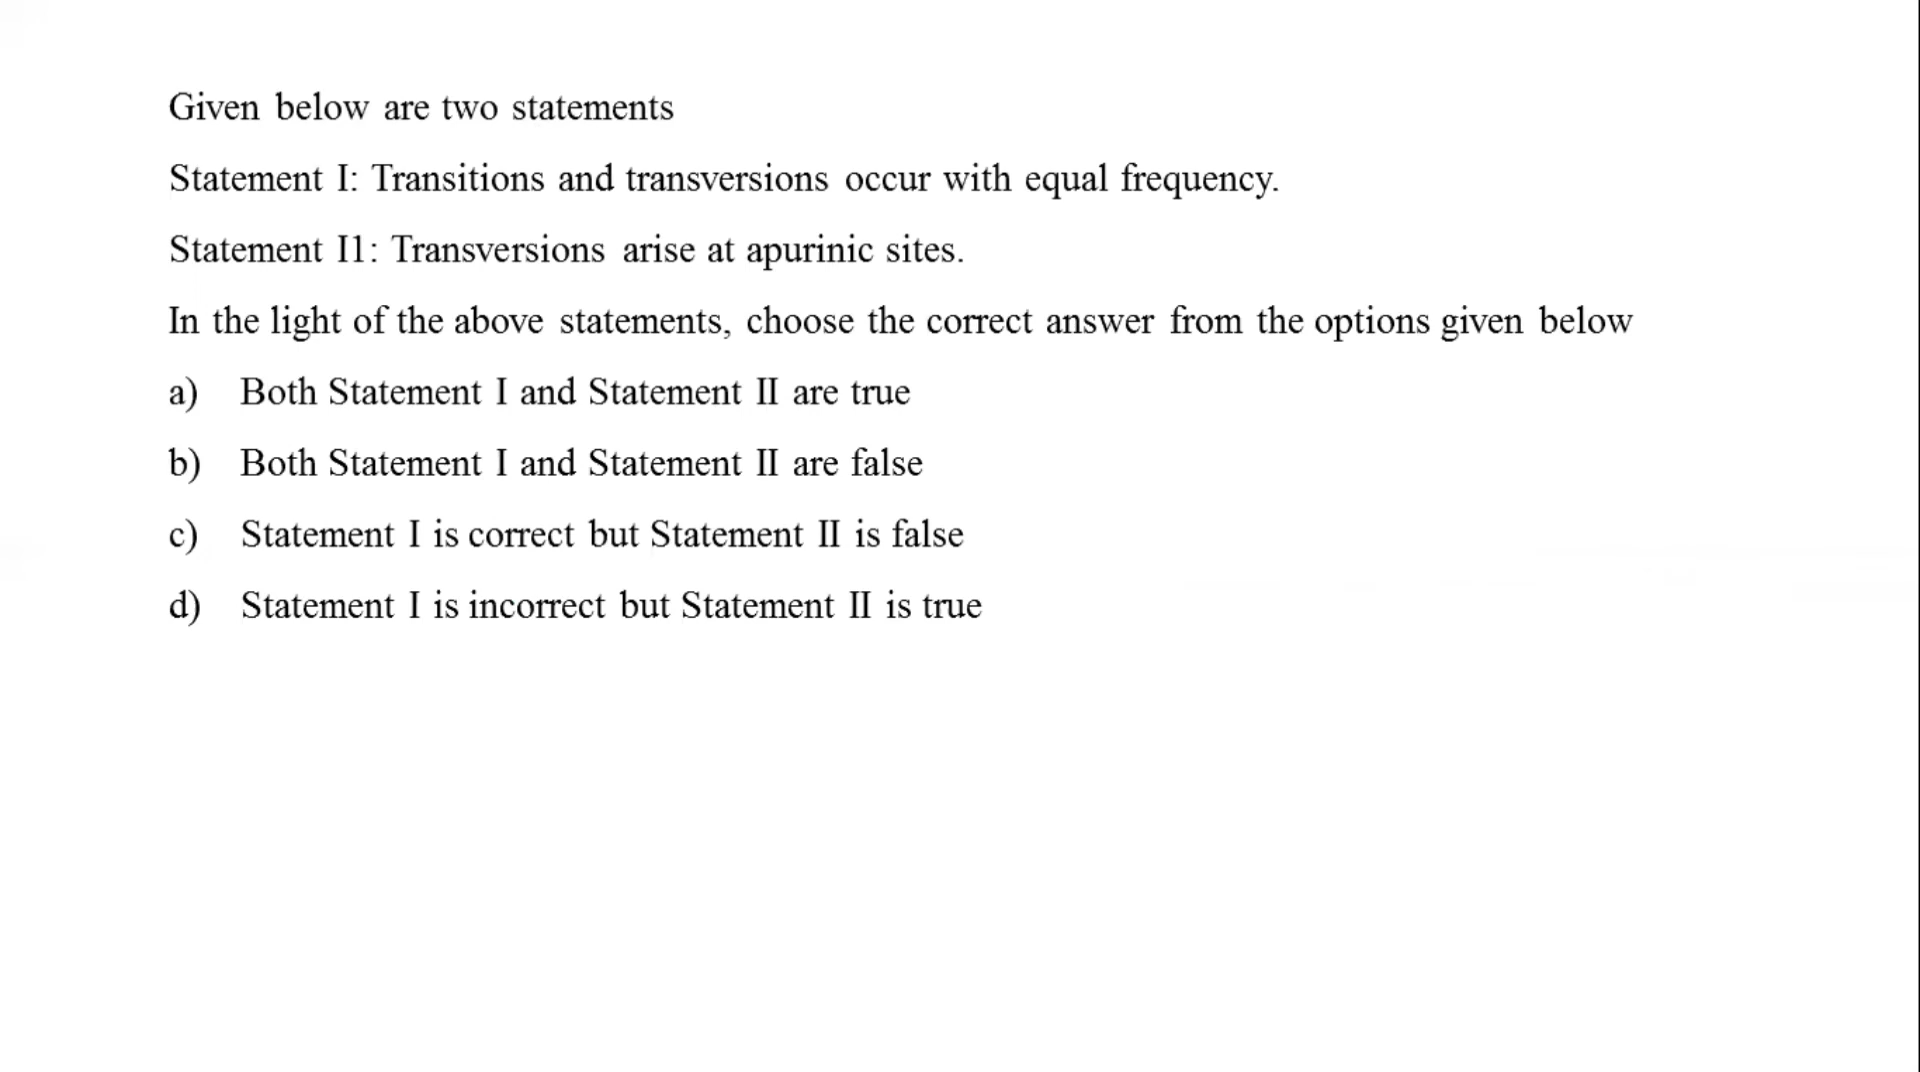 Given below are two statements
Statement I: Transitions and transversions occur with equal frequency.
Statement I1: Transversions arise at apurinic sites.
In the light of the above statements, choose the correct answer from the options given below
a) Both Statement I and Statement II are true
b) Both Statement I and Statement II are false
c) Statement I is correct but Statement II is false
d) Statement I is incorrect but Statement II is true